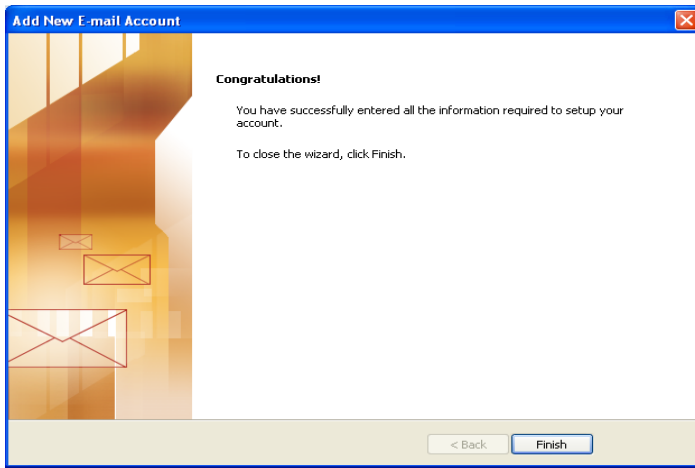 Add New E-mail Account
Congratulations!
You have successfully entered all the information required to setup your
account.
To close the wizard, click Finish.
< Back
Finish